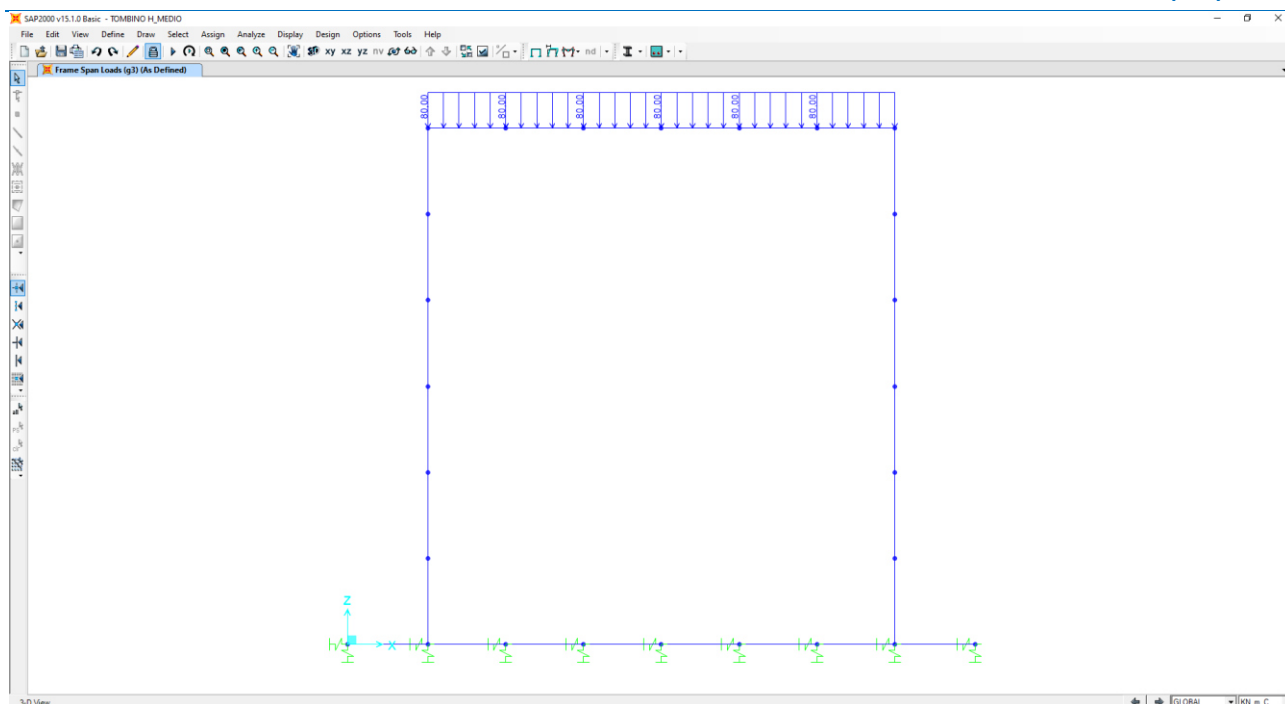 SAP2000 v15.1.0 Basic - TOMBINO H_MEDIO
File Edit View Define Draw Select Assign Analyze Display Design Options Tools Help
xy xz yz nv nd
Frame Span Loads (g3) (As Defined)
80.00 80.00 80.00 80.00 80.00 80.00
Z
X
3-D View
GLOBAL KN, m, C